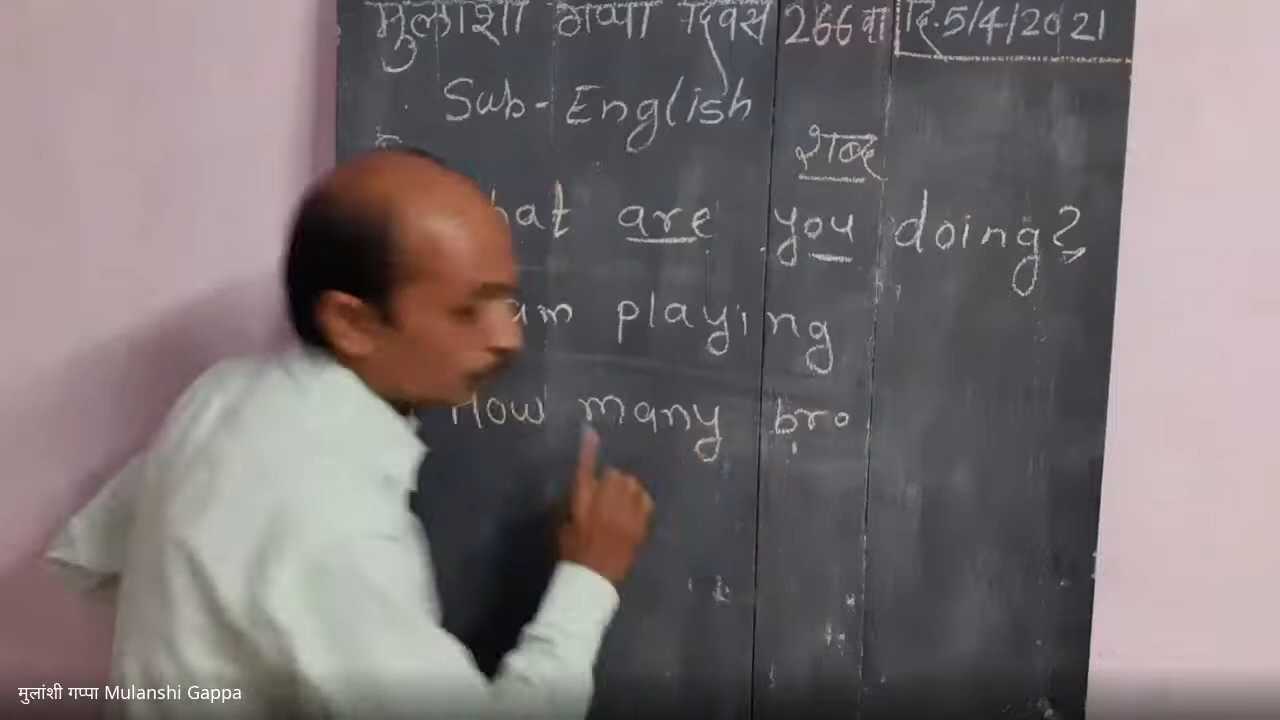 मुलांशी गप्पा दिवस 266 वा दि.5/4/2021
Sub-English
शब्द
hat are you doing?
am playing
How many bro
मुलांशी गप्पा Mulanshi Gappa